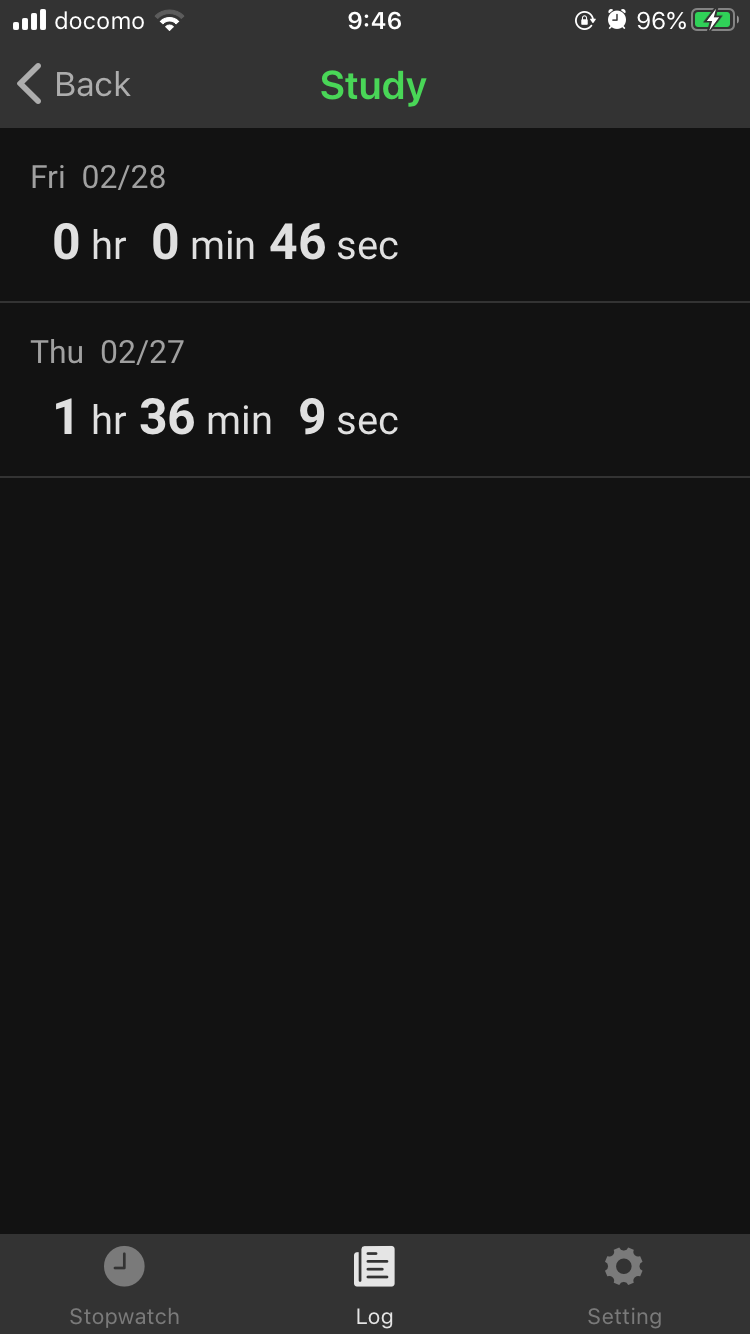 docomo 9:46 96%
Back Study
Fri 02/28
0 hr 0 min 46 sec
Thu 02/27
1 hr 36 min 9 sec
Stopwatch Log Setting